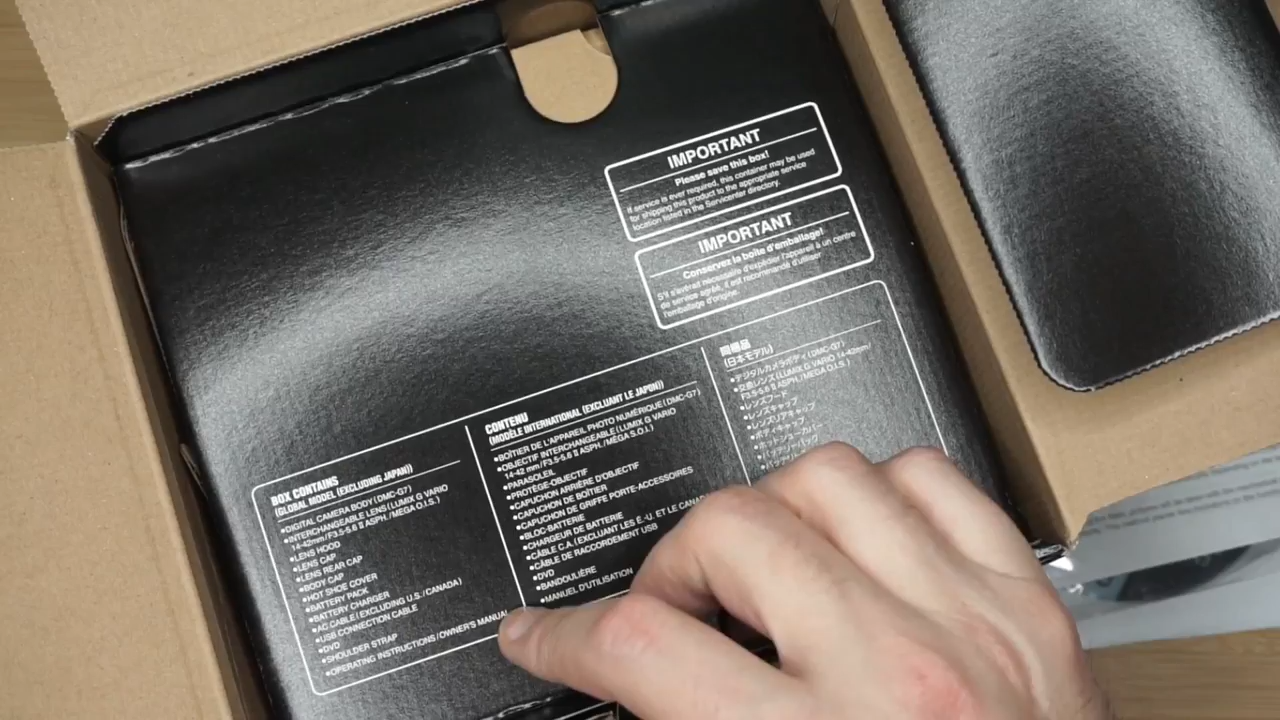 IMPORTANT
Please save this box!
If service is ever required, this container may be used
for shipping this product to the appropriate service
location listed in the Servicenter directory.
IMPORTANT
Conservez la boîte d'emballage!
S'il s'avérait nécessaire d'expédier l'appareil à un centre
de service agréé, il est recommandé d'utiliser
l'emballage d'origine.
BOX CONTAINS
(GLOBAL MODEL (EXCLUDING JAPAN))
●DIGITAL CAMERA BODY (DMC-G7)
●INTERCHANGEABLE LENS (LUMIX G VARIO
14-42mm/F3.5-5.6 II ASPH./MEGA O.I.S.)
●LENS HOOD
●LENS CAP
●LENS REAR CAP
●BODY CAP
●HOT SHOE COVER
●BATTERY PACK
●BATTERY CHARGER
●AC CABLE (EXCLUDING U.S./CANADA)
●USB CONNECTION CABLE
●DVD
●SHOULDER STRAP
●OPERATING INSTRUCTIONS/OWNER'S MANUAL
CONTENU
(MODÈLE INTERNATIONAL (EXCLUANT LE JAPON))
●BOÎTIER DE L'APPAREIL PHOTO NUMÉRIQUE (DMC-G7)
●OBJECTIF INTERCHANGEABLE (LUMIX G VARIO
14-42 mm/F3.5-5.6 II ASPH./MÉGA S.O.I.)
●PARASOLEIL
●PROTÈGE-OBJECTIF
●CAPUCHON ARRIÈRE D'OBJECTIF
●CAPUCHON DE BOÎTIER
●CAPUCHON DE GRIFFE PORTE-ACCESSOIRES
●BLOC-BATTERIE
●CHARGEUR DE BATTERIE
●CÂBLE C.A. (EXCLUANT LES É.-U. ET LE
●CÂBLE DE RACCORDEMENT USB
●DVD
●BANDOULIÈRE
●MANUEL D'UTILISATION
同梱品
(日本モデル)
●デジタルカメラボディ (DMC-G7)
●交換レンズ (LUMIX G VARIO 14-42mm/
F3.5-5.6 II ASPH./MEGA O.I.S.)
●レンズフード
●レンズキャップ
●レンズリアキャップ
●ボディキャップ
●ホットシューカバー
●バッテリーパック